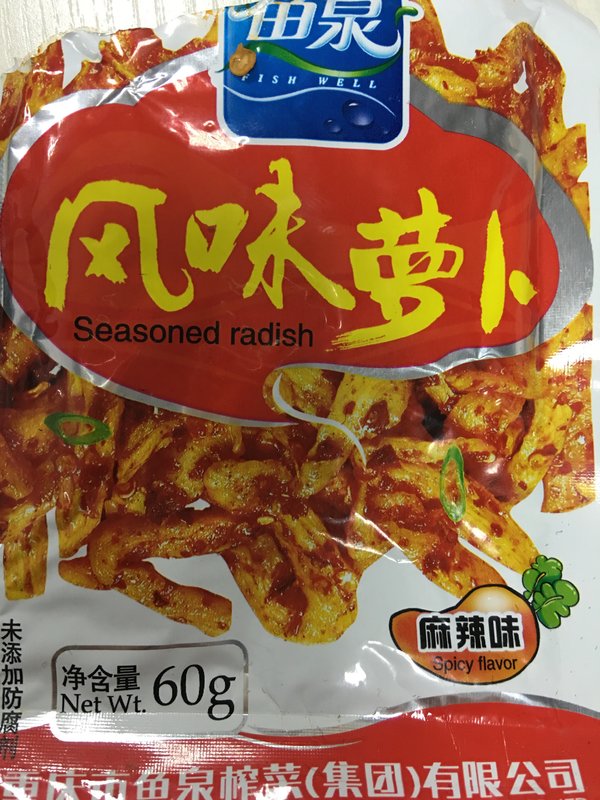 鱼泉
FISH WELL
风味萝卜
Seasoned radish
麻辣味
Spicy flavor
未添加防腐剂
净含量
Net Wt. 60g
重庆市鱼泉榨菜(集团)有限公司